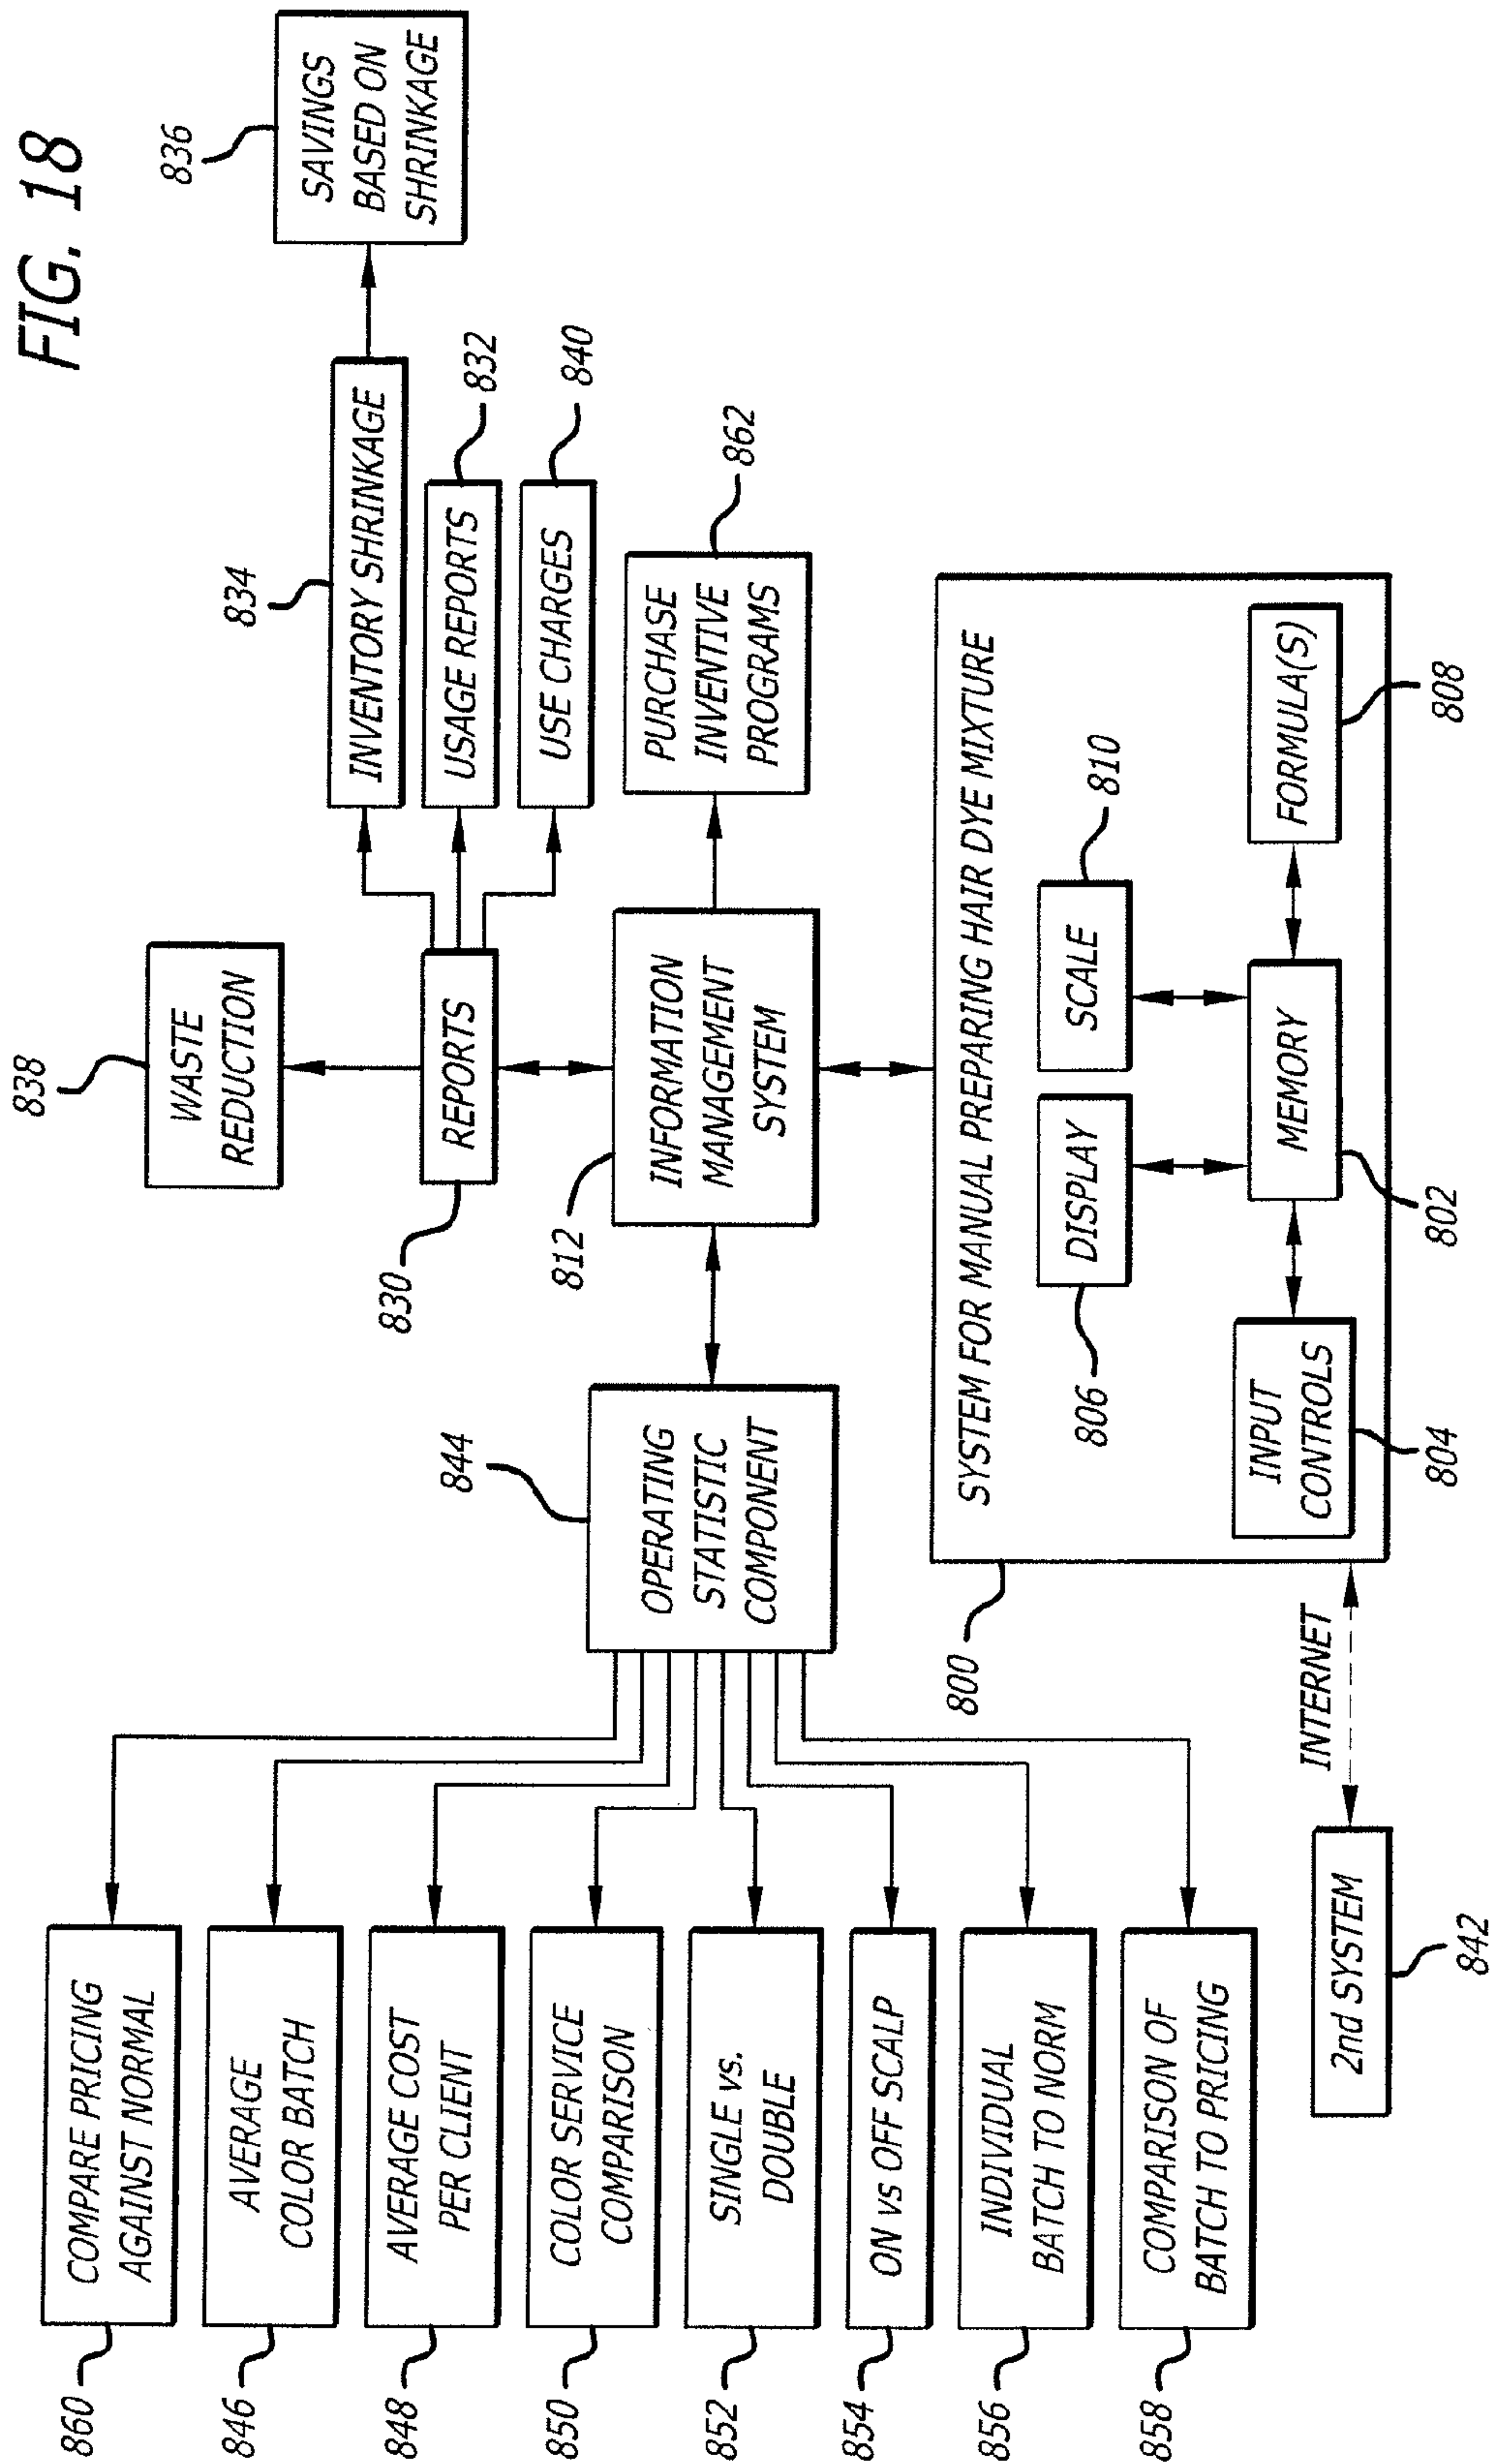 FIG. 18
836
SAVINGS
BASED ON
SHRINKAGE
834
INVENTORY SHRINKAGE
832
USAGE REPORTS
840
USE CHARGES
862
PURCHASE
INVENTIVE
PROGRAMS
838
WASTE
REDUCTION
830
REPORTS
812
INFORMATION
MANAGEMENT
SYSTEM
844
OPERATING
STATISTIC
COMPONENT
860
COMPARE PRICING
AGAINST NORMAL
846
AVERAGE
COLOR BATCH
848
AVERAGE COST
PER CLIENT
850
COLOR SERVICE
COMPARISON
852
SINGLE vs.
DOUBLE
854
ON vs OFF SCALP
856
INDIVIDUAL
BATCH TO NORM
858
COMPARISON OF
BATCH TO PRICING
800
SYSTEM FOR MANUAL PREPARING HAIR DYE MIXTURE
806
DISPLAY
810
SCALE
INPUT
CONTROLS
804
MEMORY
802
FORMULA(S)
808
INTERNET
2nd SYSTEM
842